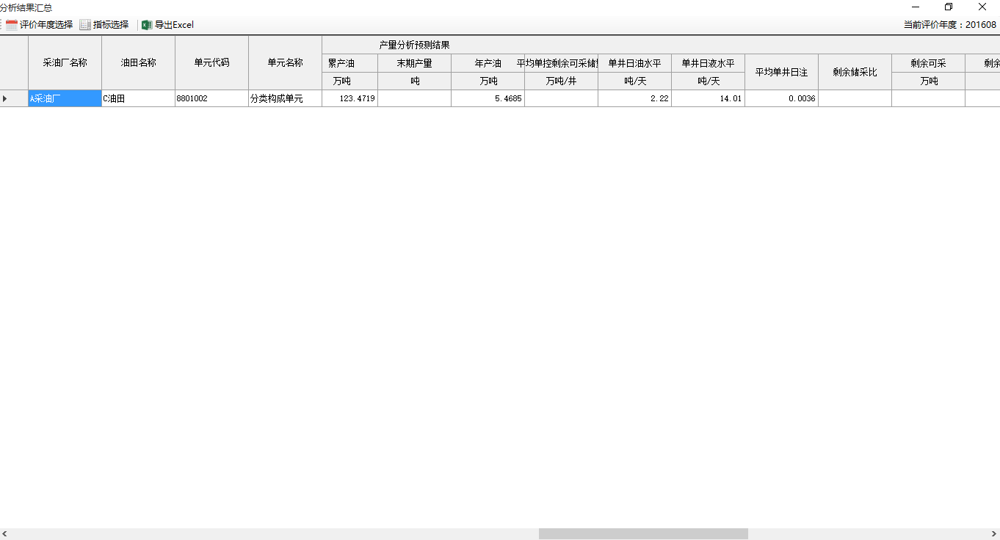 分析结果汇总
评价年度选择 指标选择 导出Excel 当前评价年度：201608
产量分析预测结果
采油厂名称 油田名称 单元代码 单元名称 累产油 末期产量 年产油 平均单控剩余可采储 单井日油水平 单井日液水平 平均单井日注 剩余储采比 剩余可采 剩余
万吨 吨 万吨 万吨/井 吨/天 吨/天 万吨
A采油厂 C油田 8801002 分类构成单元 123.4719 5.4685 2.22 14.01 0.0036